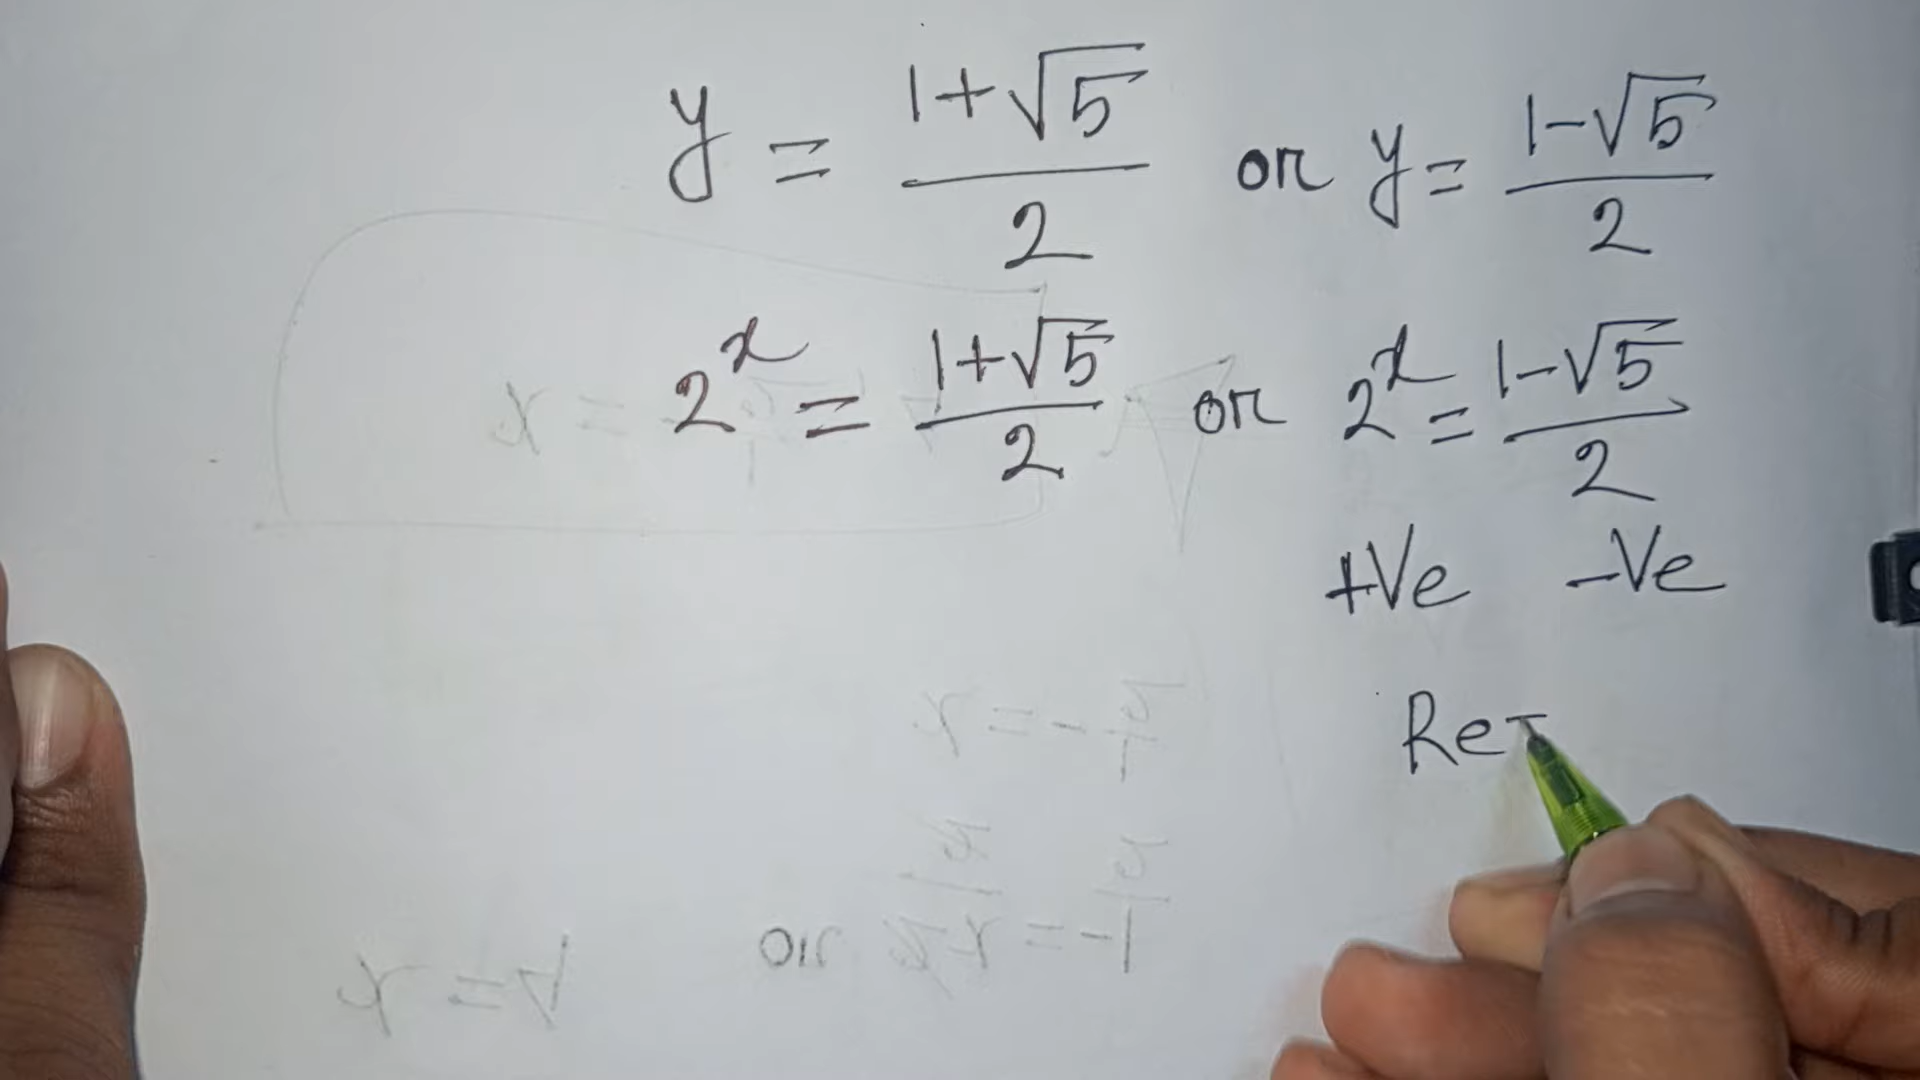 y = (1+√5)/2 or y = (1-√5)/2
2^x = (1+√5)/2 or 2^x = (1-√5)/2
+Ve -Ve
Re